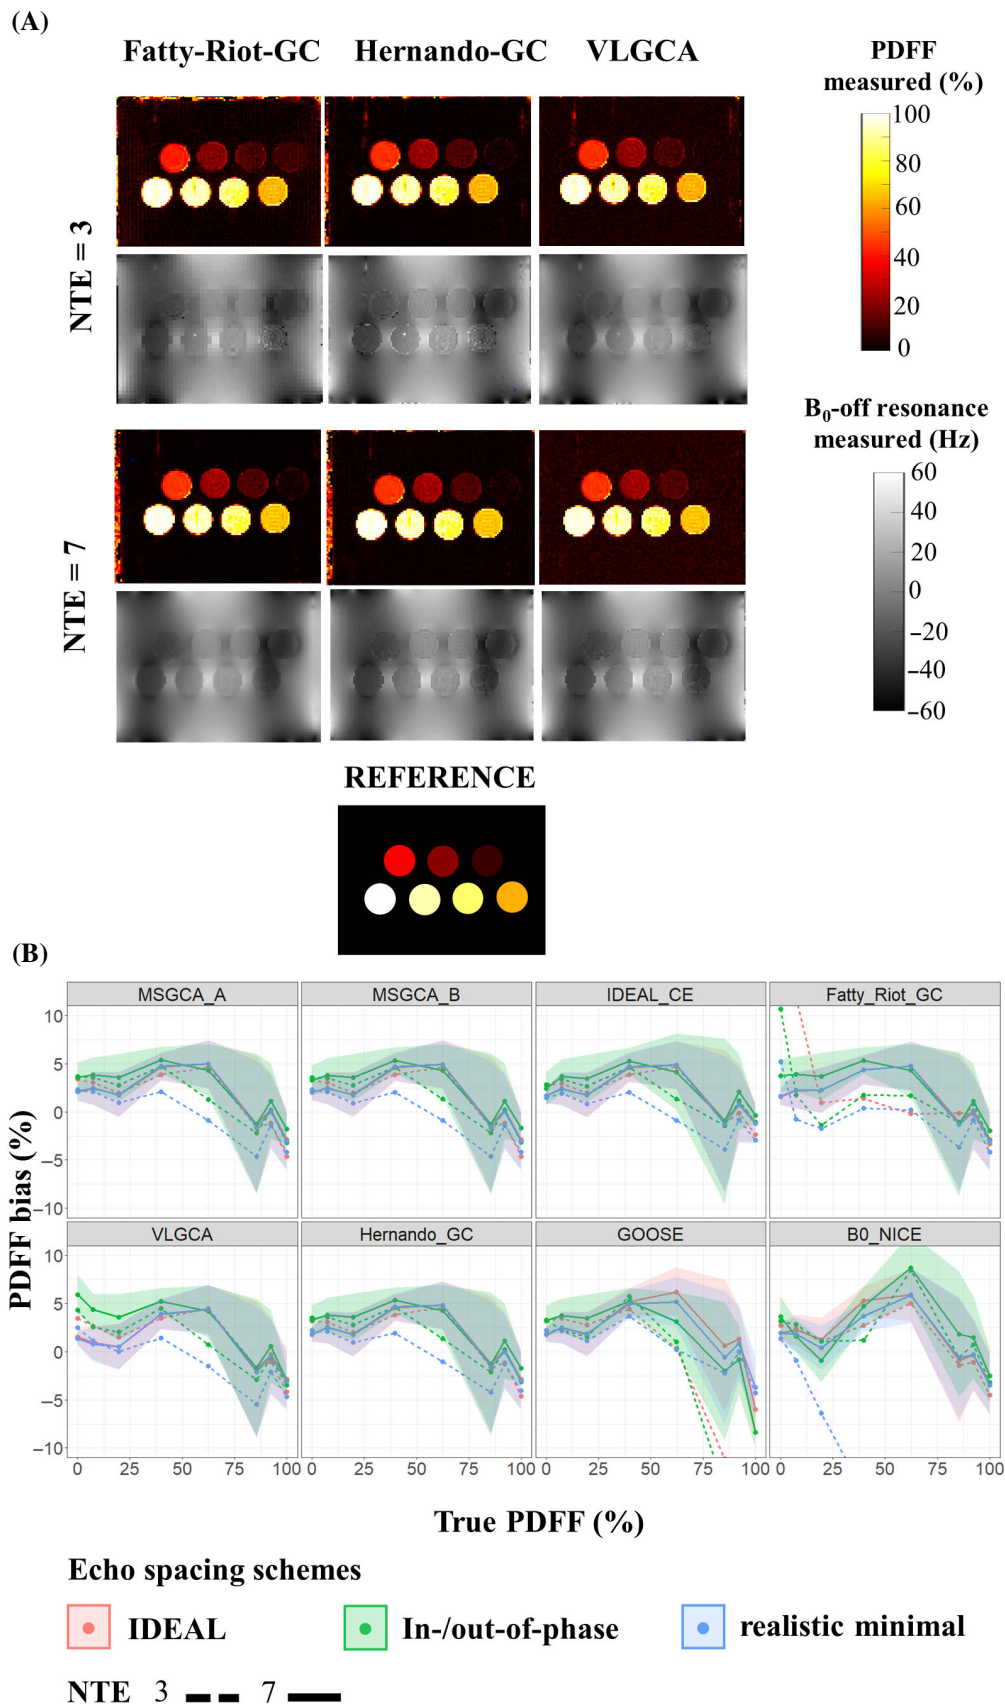 (A)
Fatty-Riot-GC Hernando-GC VLGCA
PDFF
measured (%)
100
80
60
40
20
0
NTE = 3
B₀-off resonance
measured (Hz)
60
40
20
0
−20
−40
−60
NTE = 7
REFERENCE
(B)
MSGCA_A MSGCA_B IDEAL_CE Fatty_Riot_GC
10
5
0
−5
−10
PDFF bias (%)
VLGCA Hernando_GC GOOSE B0_NICE
10
5
0
−5
−10
0 25 50 75 100 0 25 50 75 100 0 25 50 75 100 0 25 50 75 100
True PDFF (%)
Echo spacing schemes
IDEAL In-/out-of-phase realistic minimal
NTE 3 7